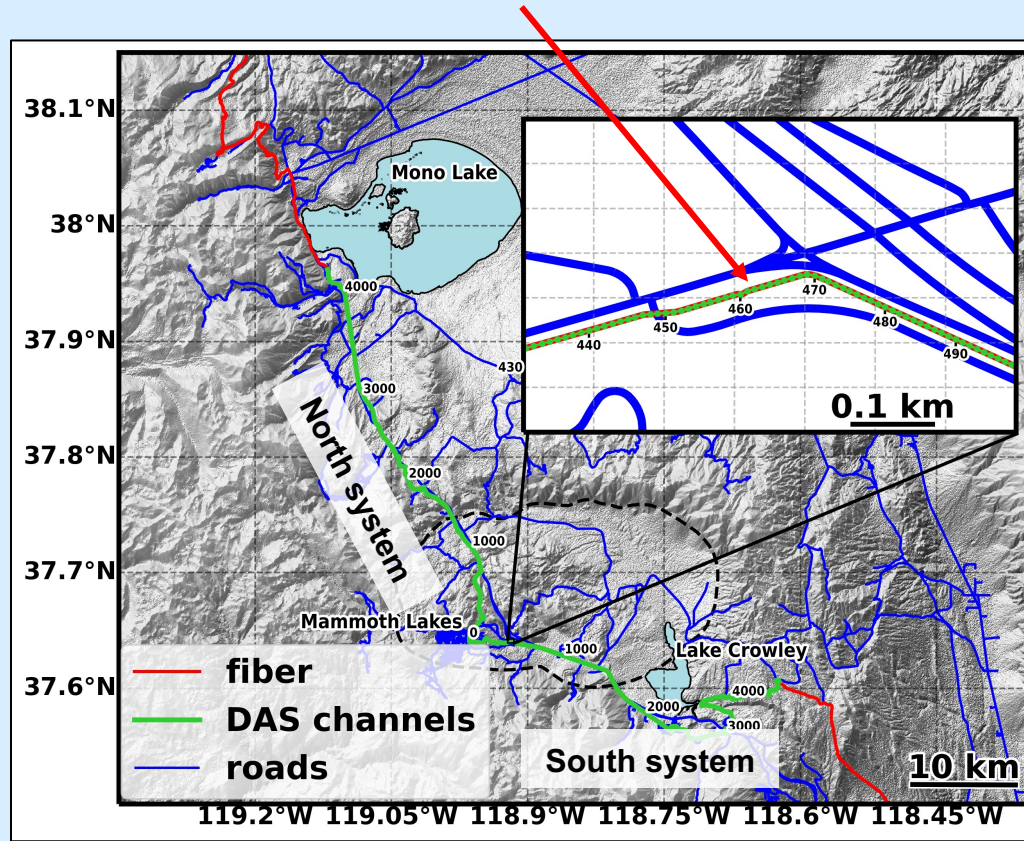 38.1°N
38°N
37.9°N
37.8°N
37.7°N
37.6°N
Mono Lake
4000
3000
430
2000
1000
0
North system
Mammoth Lakes
1000
2000
3000
4000
Lake Crowley
South system
440
450
460
470
480
490
0.1 km
fiber
DAS channels
roads
10 km
119.2°W 119.05°W 118.9°W 118.75°W 118.6°W 118.45°W